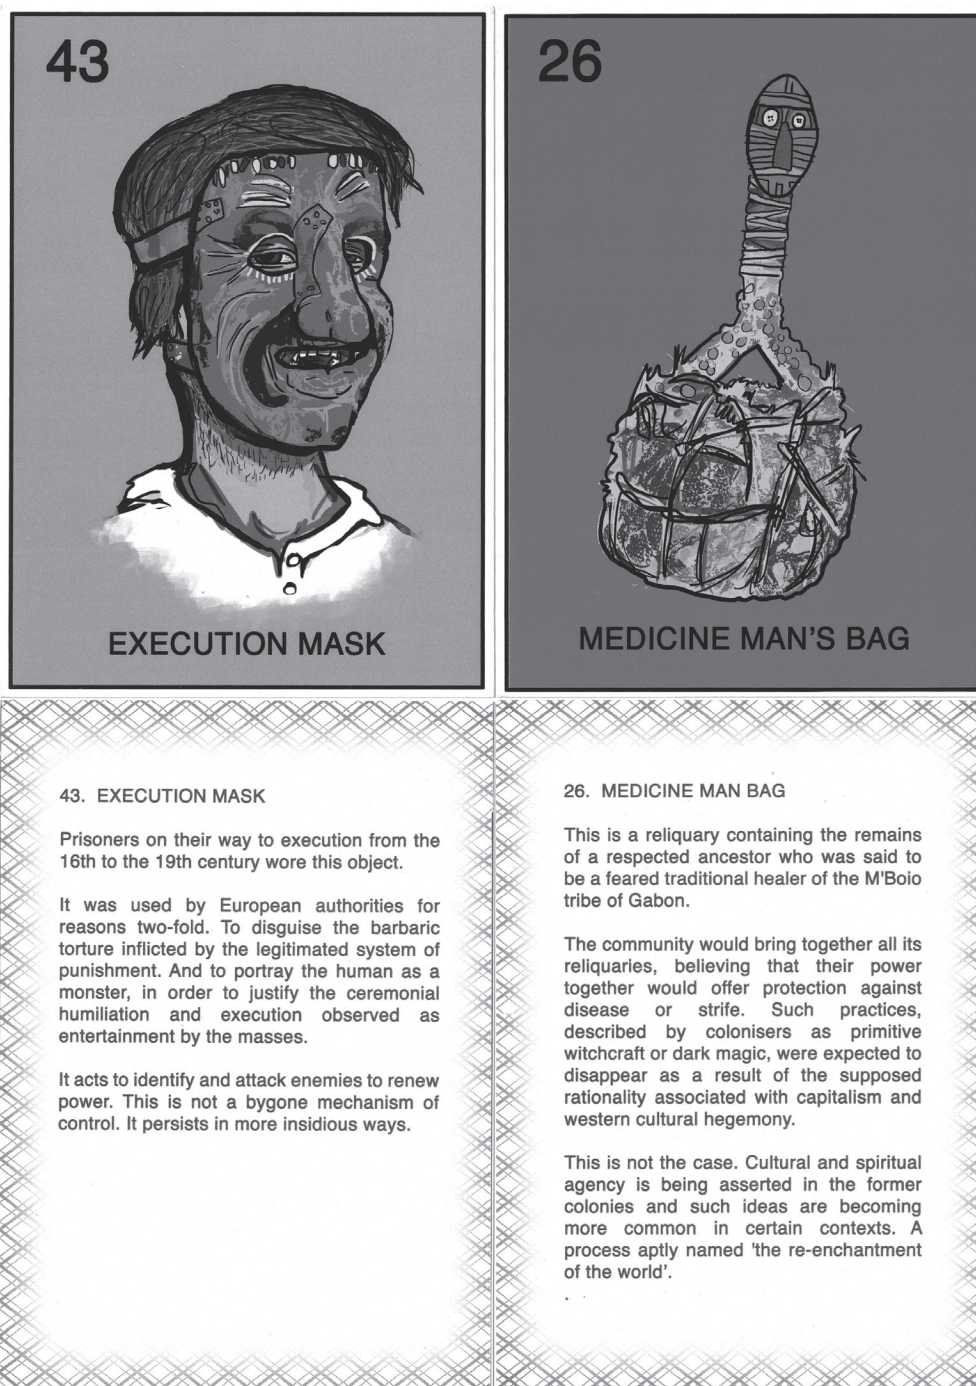 43
EXECUTION MASK
26
MEDICINE MAN'S BAG
43. EXECUTION MASK
Prisoners on their way to execution from the
16th to the 19th century wore this object.
It was used by European authorities for
reasons two-fold. To disguise the barbaric
torture inflicted by the legitimated system of
punishment. And to portray the human as a
monster, in order to justify the ceremonial
humiliation and execution observed as
entertainment by the masses.
It acts to identify and attack enemies to renew
power. This is not a bygone mechanism of
control. It persists in more insidious ways.
26. MEDICINE MAN BAG
This is a reliquary containing the remains
of a respected ancestor who was said to
be a feared traditional healer of the M'Boio
tribe of Gabon.
The community would bring together all its
reliquaries, believing that their power
together would offer protection against
disease or strife. Such practices,
described by colonisers as primitive
witchcraft or dark magic, were expected to
disappear as a result of the supposed
rationality associated with capitalism and
western cultural hegemony.
This is not the case. Cultural and spiritual
agency is being asserted in the former
colonies and such ideas are becoming
more common in certain contexts. A
process aptly named 'the re-enchantment
of the world'.